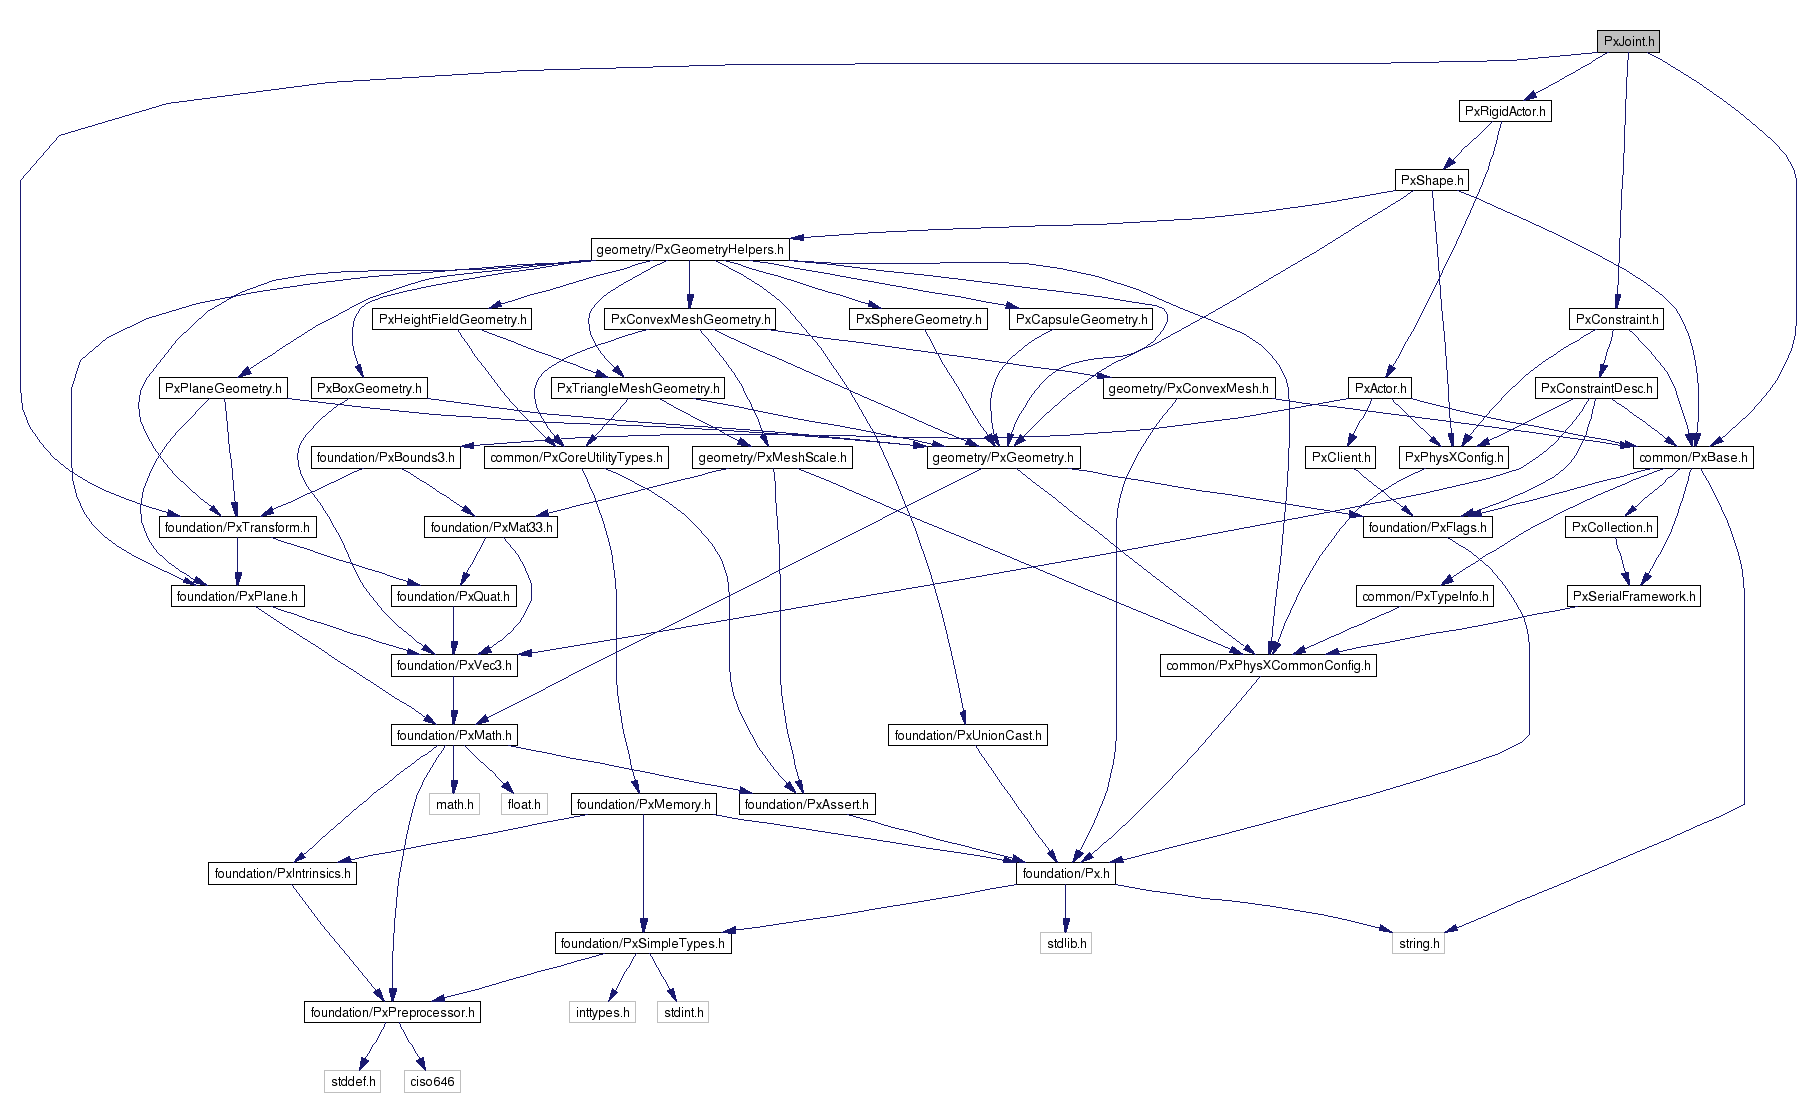 PxJoint.h
PxRigidActor.h
PxShape.h
geometry/PxGeometryHelpers.h
PxHeightFieldGeometry.h
PxConvexMeshGeometry.h
PxSphereGeometry.h
PxCapsuleGeometry.h
PxConstraint.h
PxPlaneGeometry.h
PxBoxGeometry.h
PxTriangleMeshGeometry.h
geometry/PxConvexMesh.h
PxActor.h
PxConstraintDesc.h
foundation/PxBounds3.h
common/PxCoreUtilityTypes.h
geometry/PxMeshScale.h
geometry/PxGeometry.h
PxClient.h
PxPhysXConfig.h
common/PxBase.h
foundation/PxTransform.h
foundation/PxMat33.h
foundation/PxFlags.h
PxCollection.h
foundation/PxPlane.h
foundation/PxQuat.h
common/PxTypeInfo.h
PxSerialFramework.h
foundation/PxVec3.h
common/PxPhysXCommonConfig.h
foundation/PxMath.h
foundation/PxUnionCast.h
math.h
float.h
foundation/PxMemory.h
foundation/PxAssert.h
foundation/PxIntrinsics.h
foundation/Px.h
foundation/PxSimpleTypes.h
stdlib.h
string.h
foundation/PxPreprocessor.h
inttypes.h
stdint.h
stddef.h
ciso646